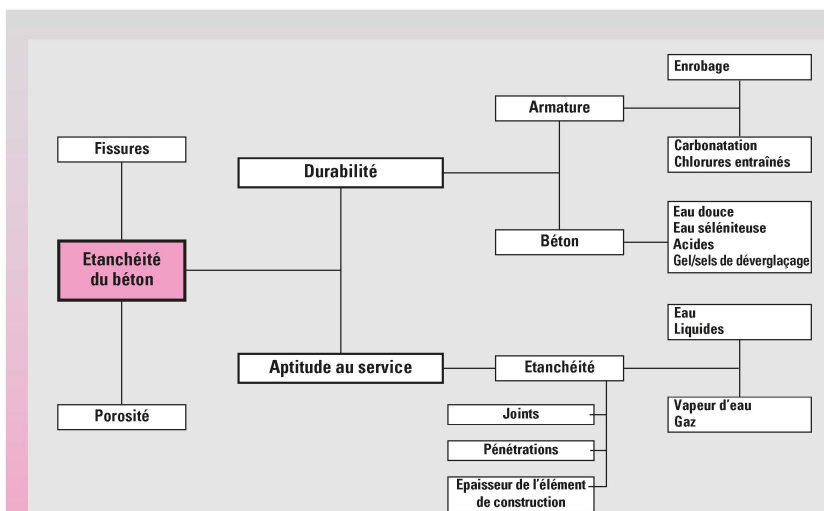 Fissures
Etanchéité
du béton
Porosité
Durabilité
Aptitude au service
Armature
Béton
Etanchéité
Joints
Pénétrations
Epaisseur de l'élément
de construction
Enrobage
Carbonatation
Chlorures entraînés
Eau douce
Eau séléniteuse
Acides
Gel/sels de déverglaçage
Eau
Liquides
Vapeur d'eau
Gaz